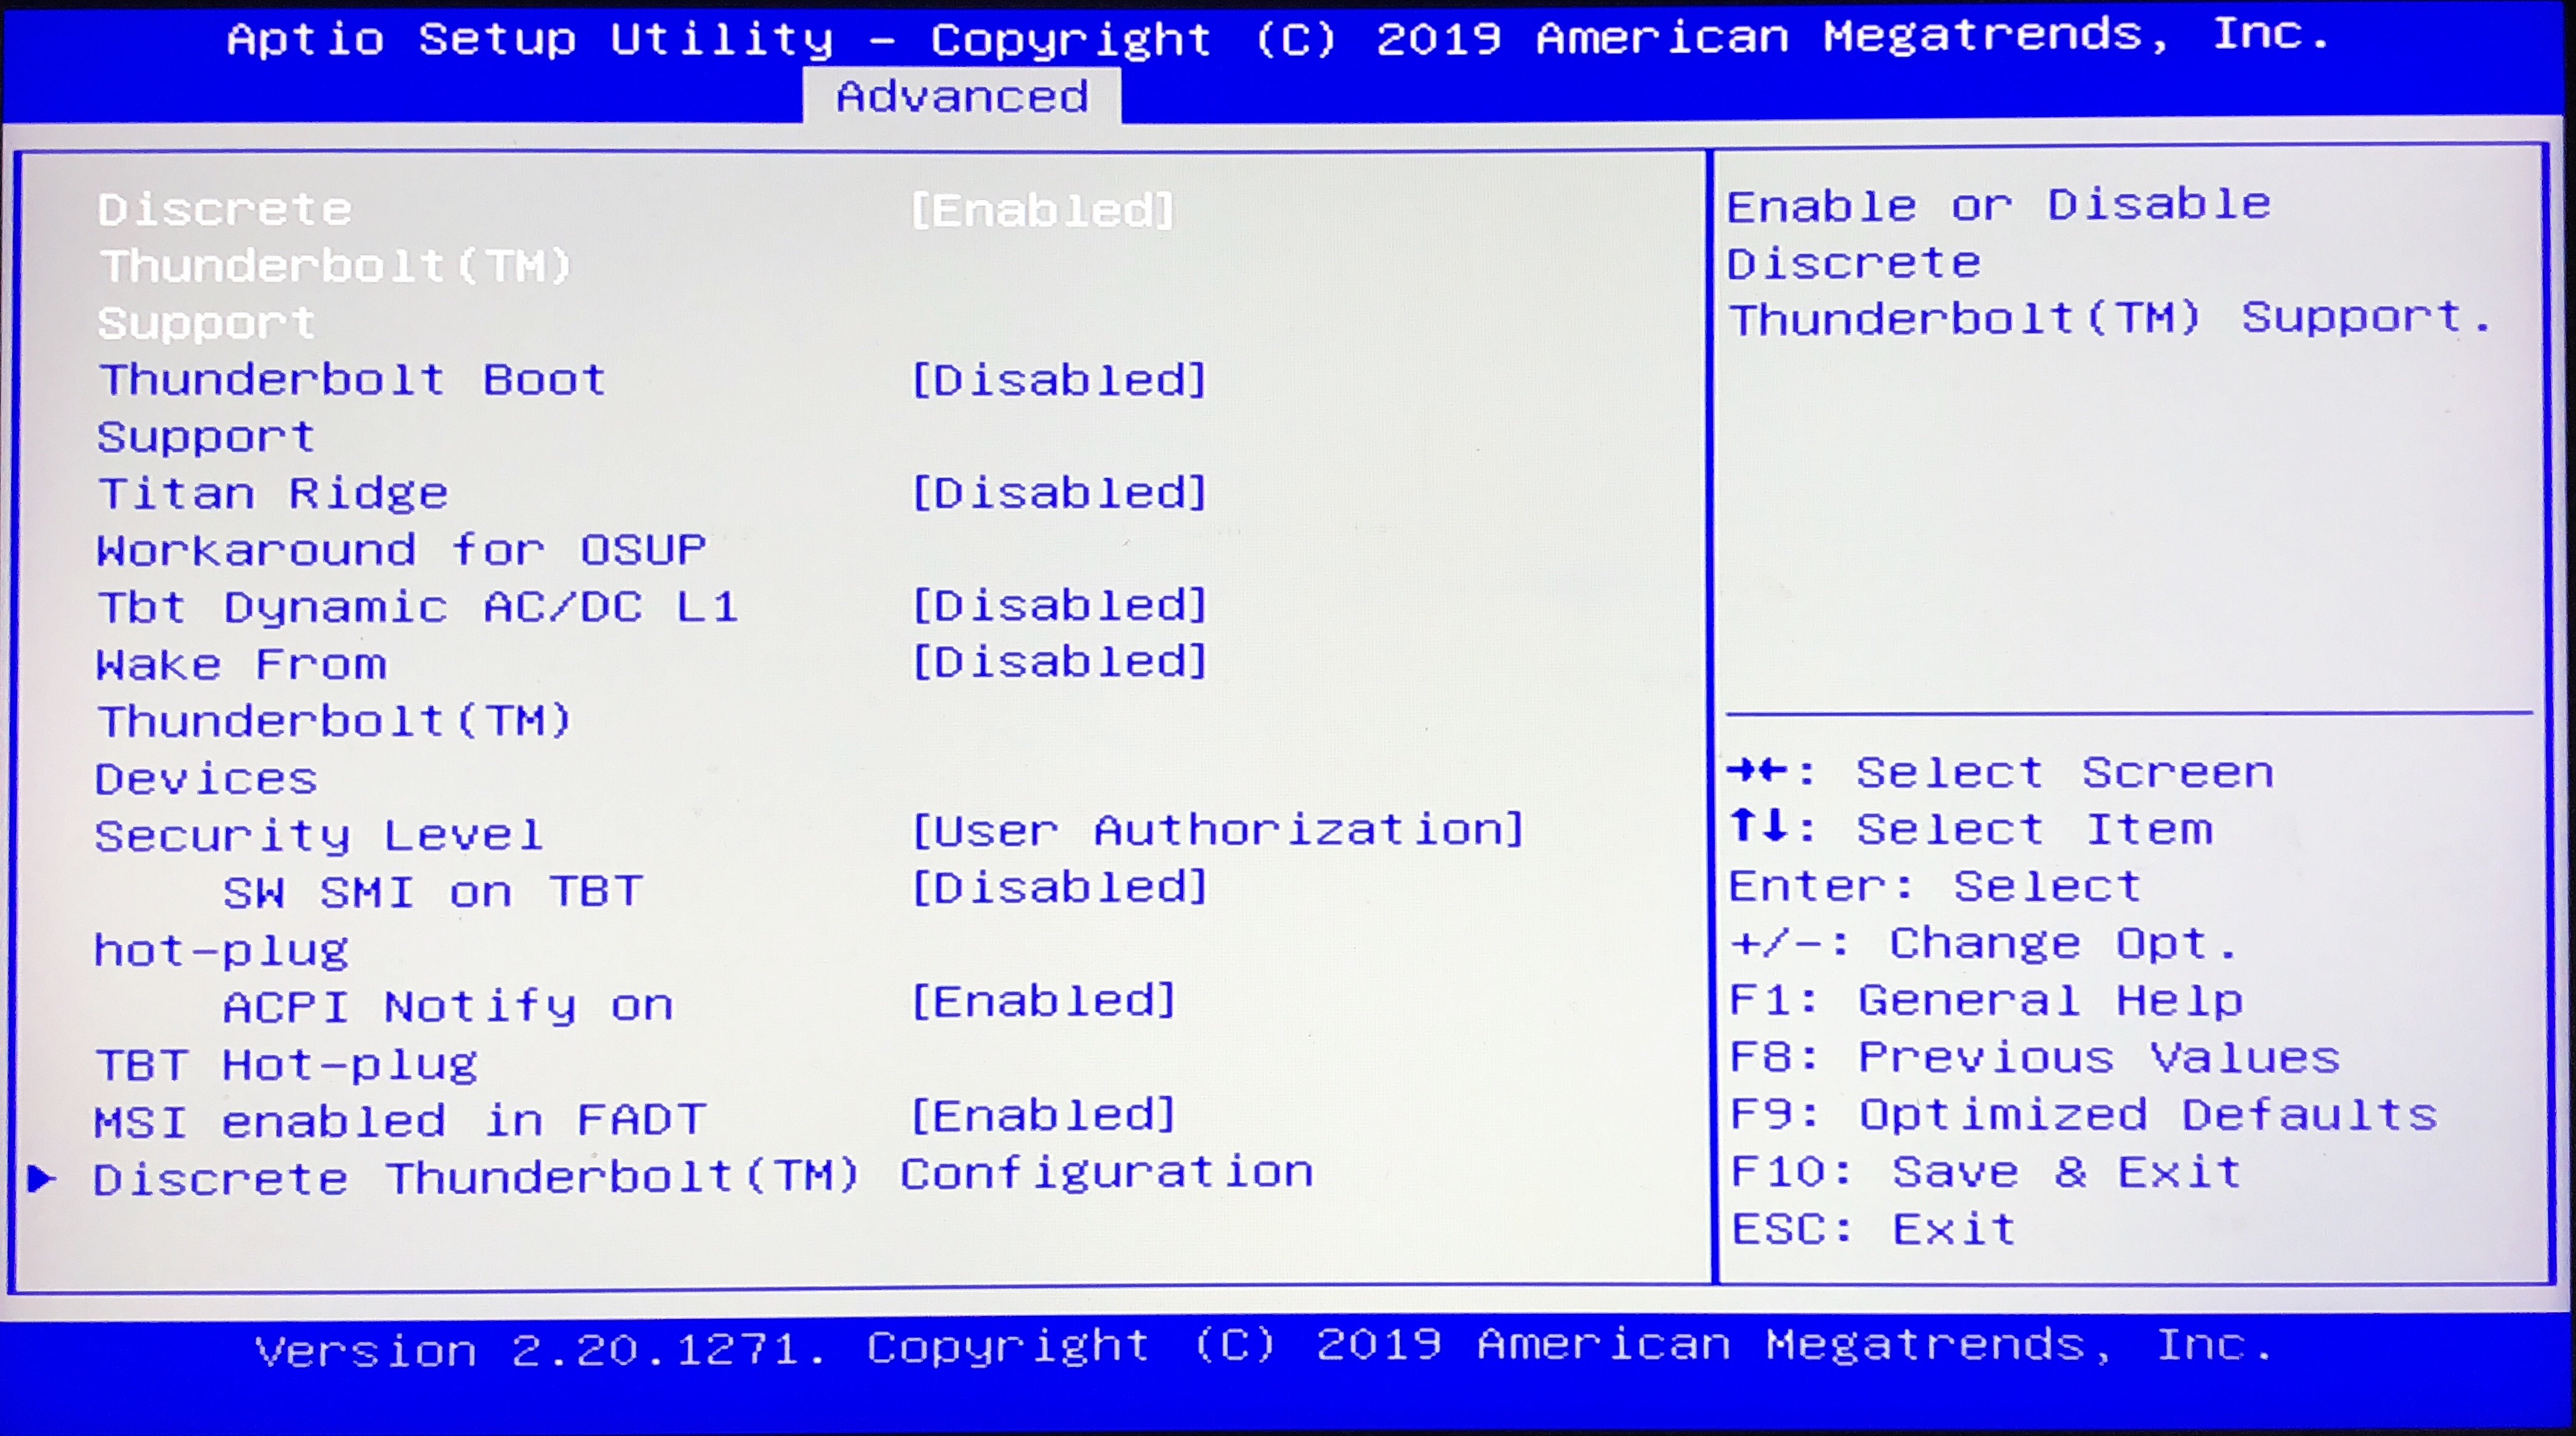 Aptio Setup Utility – Copyright (C) 2019 American Megatrends, Inc.
Advanced
Discrete [Enabled]
Thunderbolt(TM)
Support
Thunderbolt Boot [Disabled]
Support
Titan Ridge [Disabled]
Workaround for OSUP
Tbt Dynamic AC/DC L1 [Disabled]
Wake From [Disabled]
Thunderbolt(TM)
Devices
Security Level [User Authorization]
SW SMI on TBT [Disabled]
hot-plug
ACPI Notify on [Enabled]
TBT Hot-plug
MSI enabled in FADT [Enabled]
► Discrete Thunderbolt(TM) Configuration
Enable or Disable
Discrete
Thunderbolt(TM) Support.
→←: Select Screen
↑↓: Select Item
Enter: Select
+/-: Change Opt.
F1: General Help
F8: Previous Values
F9: Optimized Defaults
F10: Save & Exit
ESC: Exit
Version 2.20.1271. Copyright (C) 2019 American Megatrends, Inc.